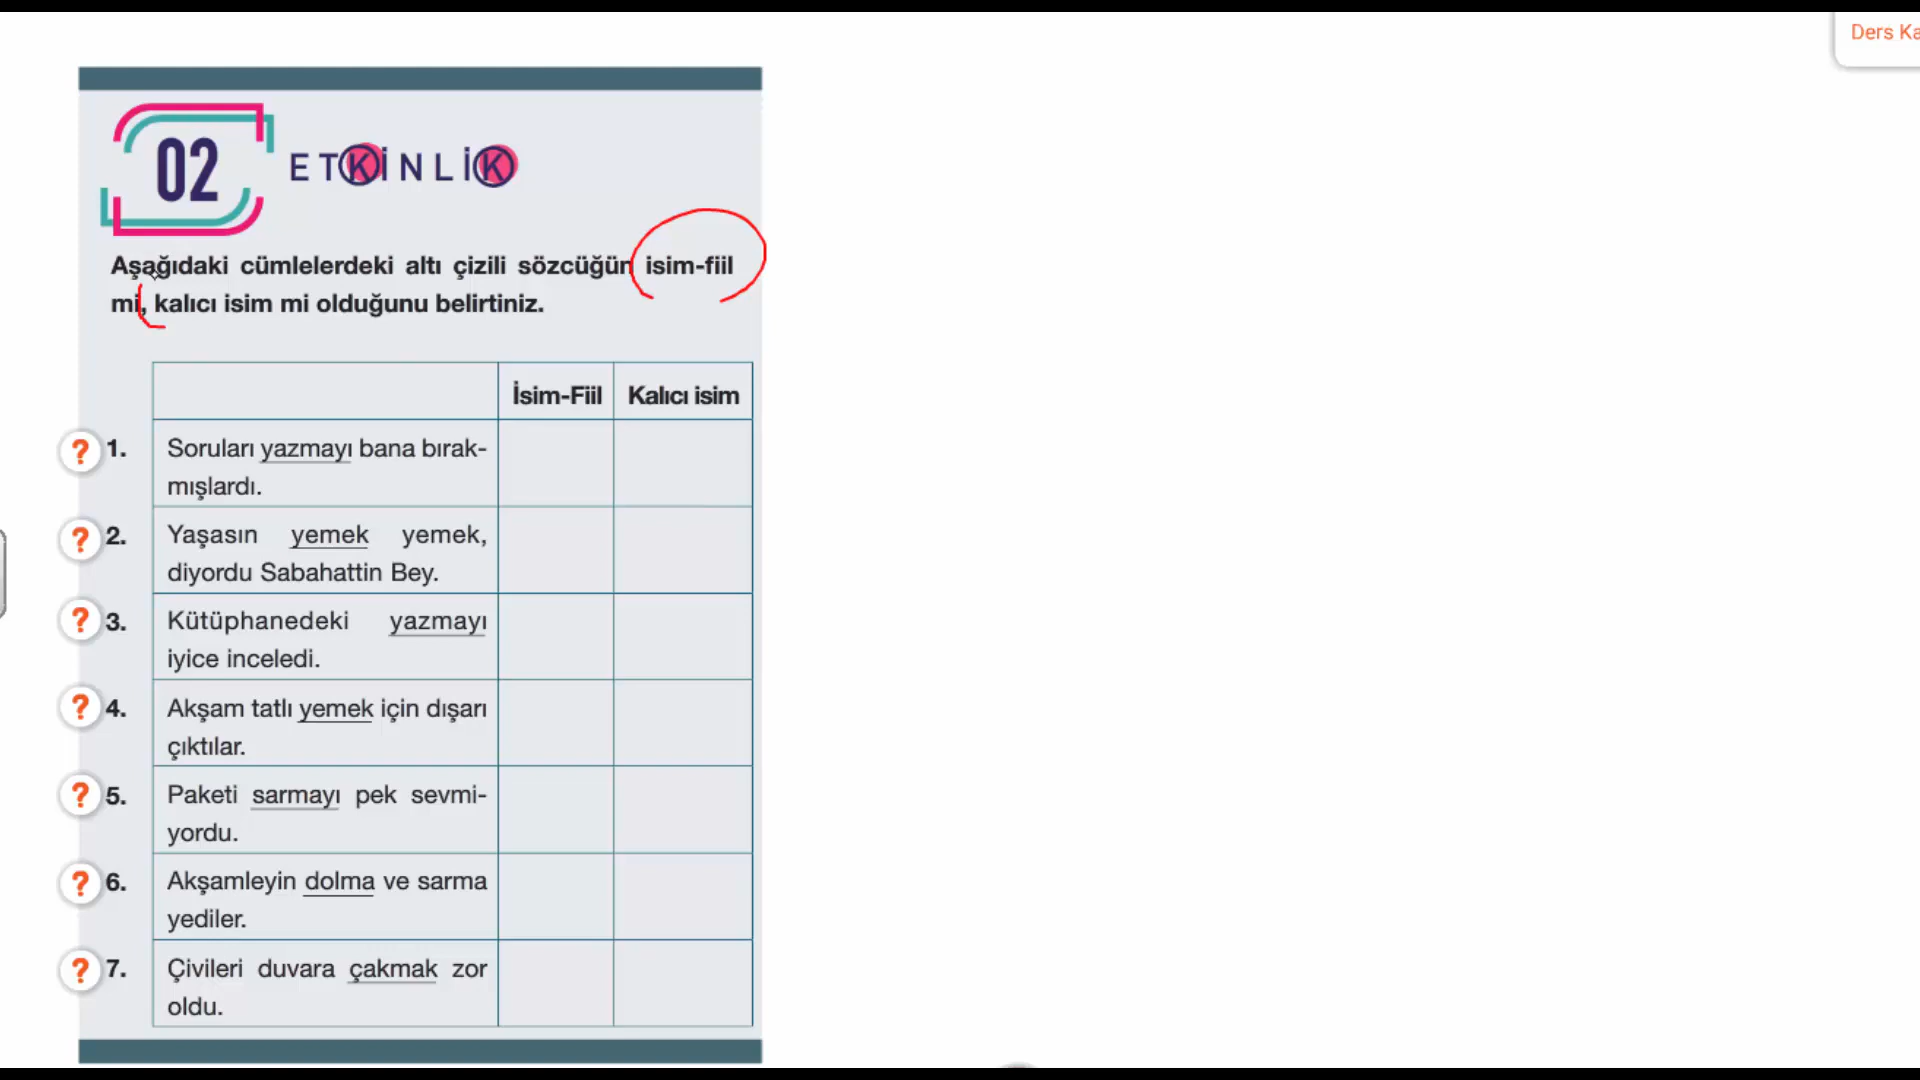 Ders Ka
02 ETKİNLİK
Aşağıdaki cümlelerdeki altı çizili sözcüğün isim-fiil
mi, kalıcı isim mi olduğunu belirtiniz.
İsim-Fiil Kalıcı isim
? 1. Soruları yazmayı bana bırak-
mışlardı.
? 2. Yaşasın yemek yemek,
diyordu Sabahattin Bey.
? 3. Kütüphanedeki yazmayı
iyice inceledi.
? 4. Akşam tatlı yemek için dışarı
çıktılar.
? 5. Paketi sarmayı pek sevmi-
yordu.
? 6. Akşamleyin dolma ve sarma
yediler.
? 7. Çivileri duvara çakmak zor
oldu.